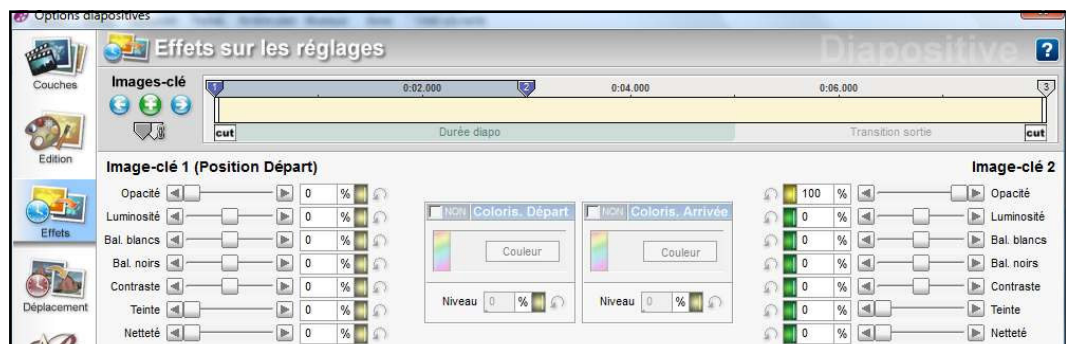 Options diapositives
Effets sur les réglages
Diapositive ?
Couches
Images-clé
1 0:02.000 2 0:04.000 0:06.000 3
cut Durée diapo Transition sortie cut
Edition
Image-clé 1 (Position Départ) Image-clé 2
Opacité 0 % 100 % Opacité
Luminosité 0 % NON Coloris. Départ NON Coloris. Arrivée 0 % Luminosité
Effets
Bal. blancs 0 % Couleur Couleur 0 % Bal. blancs
Bal. noirs 0 % 0 % Bal. noirs
Contraste 0 % Niveau 0 % Niveau 0 % 0 % Contraste
Déplacement
Teinte 0 % 0 % Teinte
Netteté 0 % 0 % Netteté